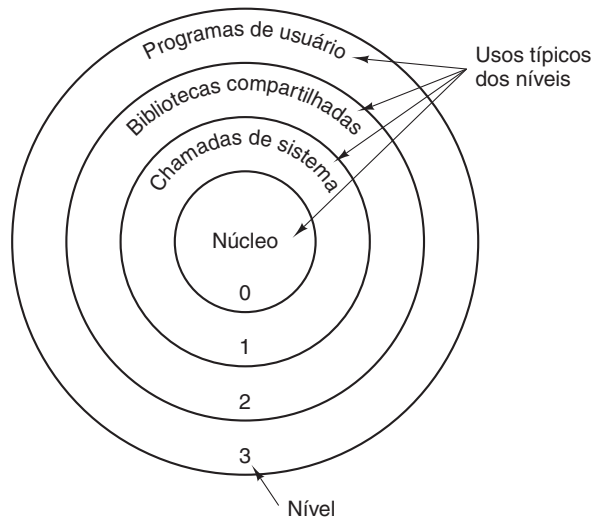 Programas de usuário
Usos típicos
dos níveis
Bibliotecas compartilhadas
Chamadas de sistema
Núcleo
0
1
2
3
Nível